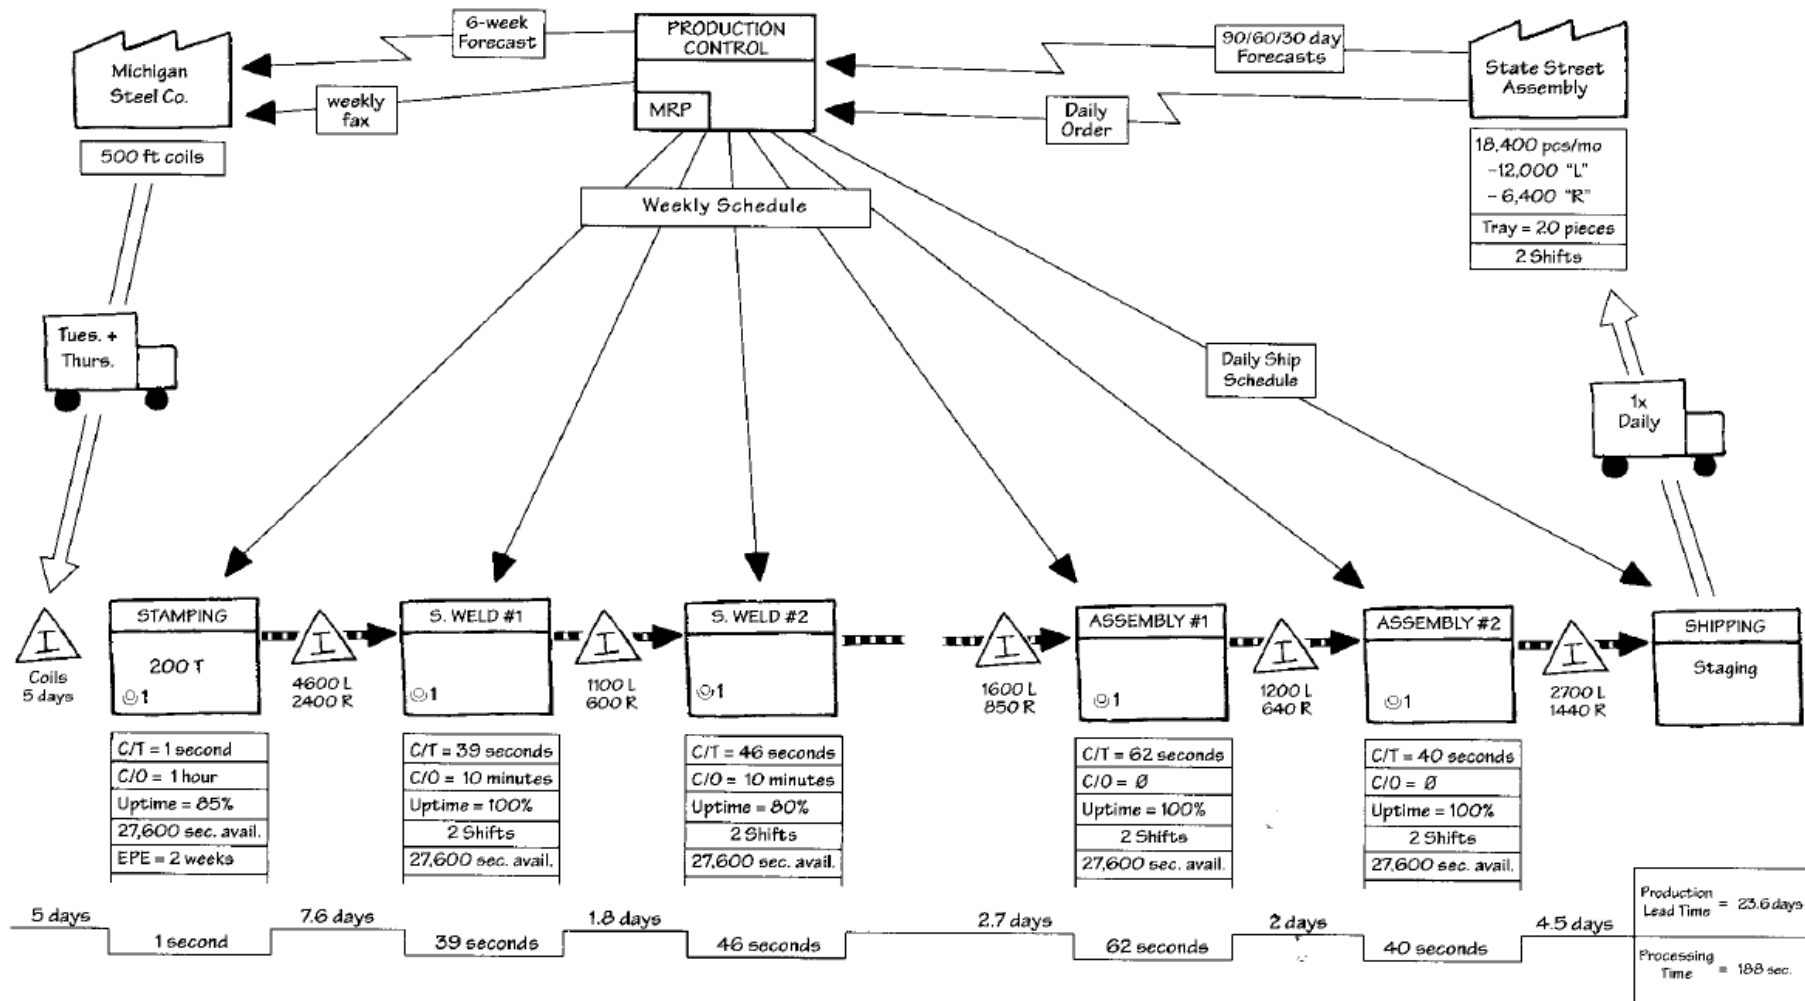 Michigan
Steel Co.
500 ft coils
6-week
Forecast
weekly
fax
PRODUCTION
CONTROL
MRP
90/60/30 day
Forecasts
Daily
Order
State Street
Assembly
18,400 pcs/mo
-12,000 "L"
- 6,400 "R"
Tray = 20 pieces
2 Shifts
Weekly Schedule
Tues. +
Thurs.
Daily Ship
Schedule
1x
Daily
I
Coils
5 days
STAMPING
200 T
1
I
4600 L
2400 R
S. WELD #1
1
I
1100 L
600 R
S. WELD #2
1
I
1600 L
850 R
ASSEMBLY #1
1
I
1200 L
640 R
ASSEMBLY #2
1
I
2700 L
1440 R
SHIPPING
Staging
C/T = 1 second
C/O = 1 hour
Uptime = 85%
27,600 sec. avail.
EPE = 2 weeks
C/T = 39 seconds
C/O = 10 minutes
Uptime = 100%
2 Shifts
27,600 sec. avail.
C/T = 46 seconds
C/O = 10 minutes
Uptime = 80%
2 Shifts
27,600 sec. avail.
C/T = 62 seconds
C/O = Ø
Uptime = 100%
2 Shifts
27,600 sec. avail.
C/T = 40 seconds
C/O = Ø
Uptime = 100%
2 Shifts
27,600 sec. avail.
5 days
1 second
7.6 days
39 seconds
1.8 days
46 seconds
2.7 days
62 seconds
2 days
40 seconds
4.5 days
Production
Lead Time = 23.6 days
Processing
Time = 188 sec.